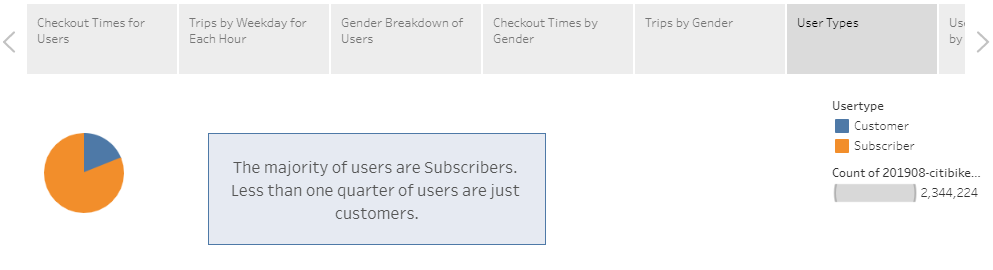 Checkout Times for
Users
Trips by Weekday for
Each Hour
Gender Breakdown of
Users
Checkout Times by
Gender
Trips by Gender
User Types
Use
by
The majority of users are Subscribers.
Less than one quarter of users are just
customers.
Usertype
Customer
Subscriber
Count of 201908-citibike...
2,344,224